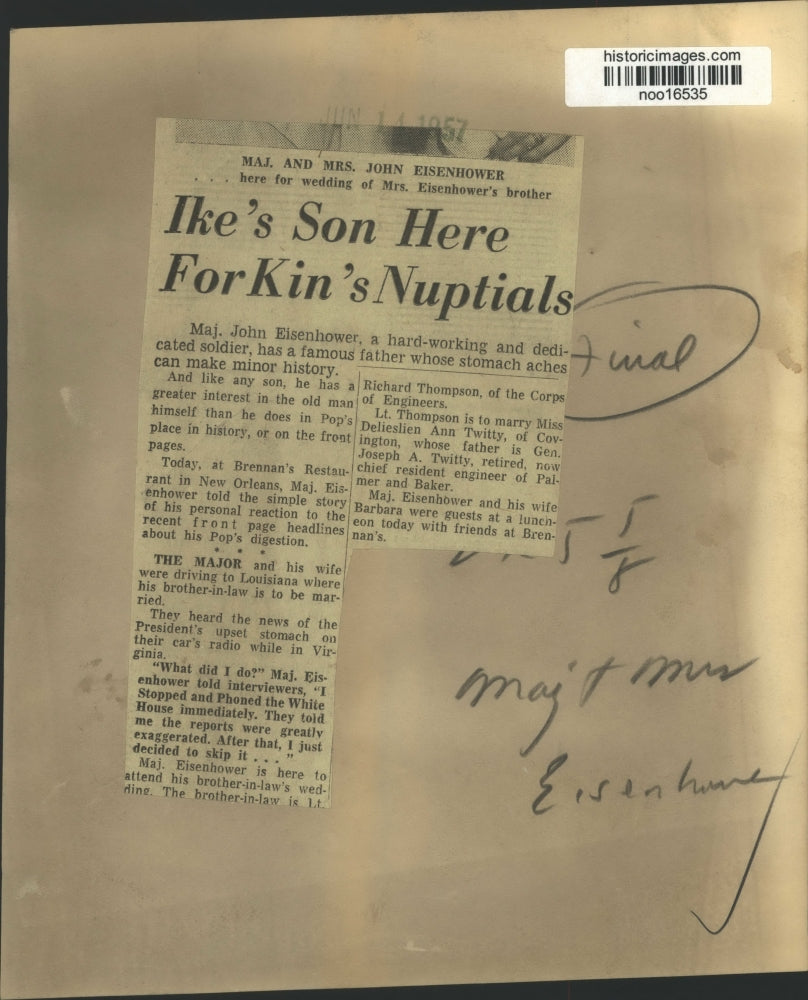 historicimages.com
noo16535
JUN 14 1957
MAJ. AND MRS. JOHN EISENHOWER
. . . here for wedding of Mrs. Eisenhower's brother
Ike's Son Here
For Kin's Nuptials
Maj. John Eisenhower, a hard-working and dedi-
cated soldier, has a famous father whose stomach aches
can make minor history.
And like any son, he has a
greater interest in the old man
himself than he does in Pop's
place in history, or on the front
pages.
Today, at Brennan's Restau-
rant in New Orleans, Maj. Eis-
enhower told the simple story
of his personal reaction to the
recent front page headlines
about his Pop's digestion.
* * *
THE MAJOR and his wife
were driving to Louisiana where
his brother-in-law is to be mar-
ried.
They heard the news of the
President's upset stomach on
their car's radio while in Vir-
ginia.
"What did I do?" Maj. Eis-
enhower told interviewers, "I
Stopped and Phoned the White
House immediately. They told
me the reports were greatly
exaggerated. After that, I just
decided to skip it . . . "
Maj. Eisenhower is here to
attend his brother-in-law's wed-
ding. The brother-in-law is Lt.
Richard Thompson, of the Corps
of Engineers.
Lt. Thompson is to marry Miss
Delieslien Ann Twitty, of Cov-
ington, whose father is Gen.
Joseph A. Twitty, retired, now
chief resident engineer of Pal-
mer and Baker.
Maj. Eisenhower and his wife
Barbara were guests at a lunch-
eon today with friends at Bren-
nan's.
Final
5 5/8
Maj + Mrs
Eisenhower